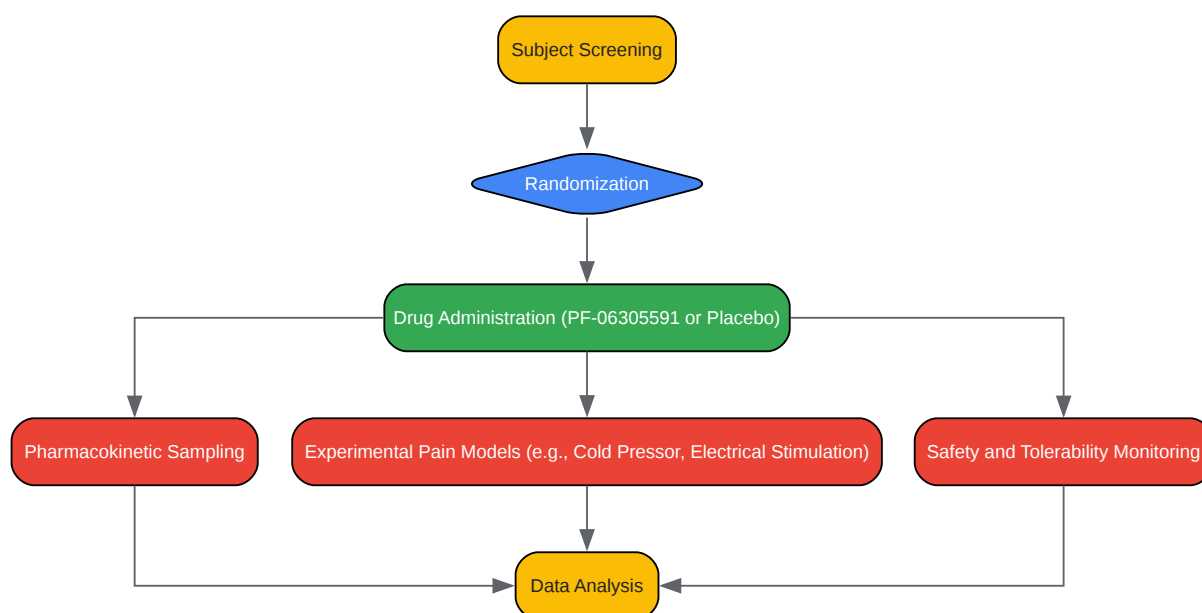 Subject Screening
Randomization
Drug Administration (PF-06305591 or Placebo)
Pharmacokinetic Sampling
Experimental Pain Models (e.g., Cold Pressor, Electrical Stimulation)
Safety and Tolerability Monitoring
Data Analysis